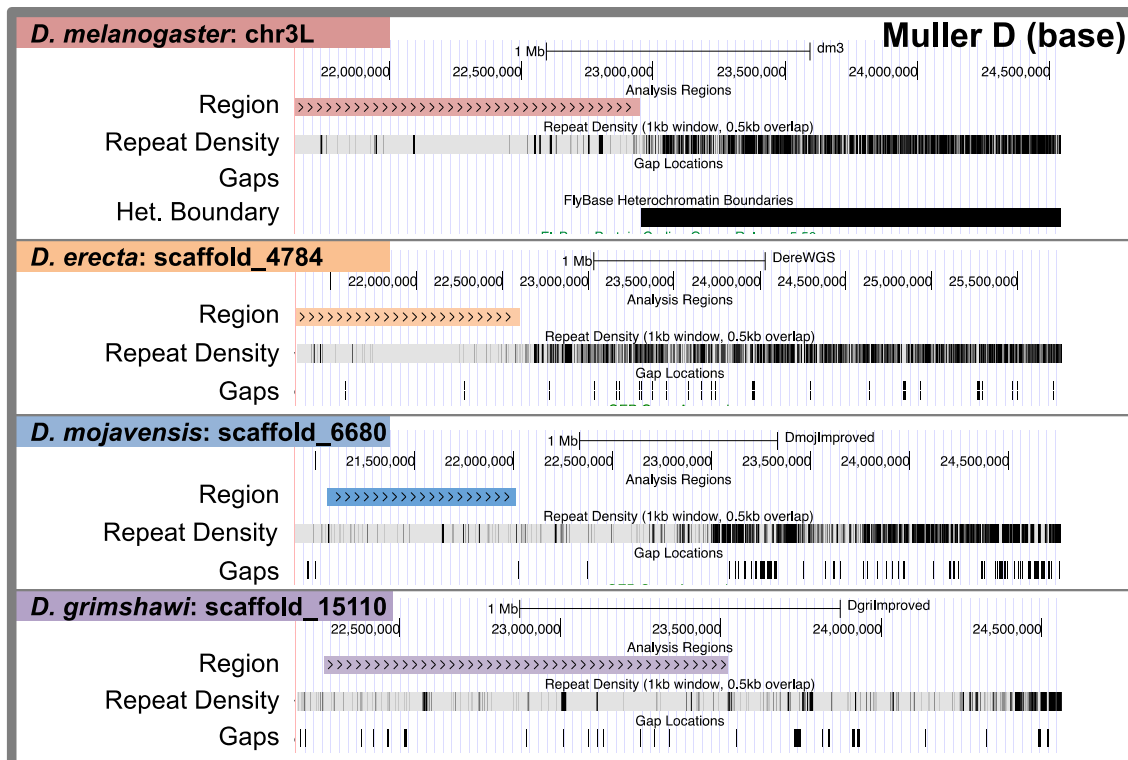 D. melanogaster: chr3L
Muller D (base)
1 Mb dm3
22,000,000 22,500,000 23,000,000 23,500,000 24,000,000 24,500,000
Analysis Regions
Region
Repeat Density (1kb window, 0.5kb overlap)
Repeat Density
Gap Locations
Gaps
FlyBase Heterochromatin Boundaries
Het. Boundary
D. erecta: scaffold_4784
1 Mb DereWGS
22,000,000 22,500,000 23,000,000 23,500,000 24,000,000 24,500,000 25,000,000 25,500,000
Analysis Regions
Region
Repeat Density (1kb window, 0.5kb overlap)
Repeat Density
Gap Locations
Gaps
D. mojavensis: scaffold_6680
1 Mb DmojImproved
21,500,000 22,000,000 22,500,000 23,000,000 23,500,000 24,000,000 24,500,000
Analysis Regions
Region
Repeat Density (1kb window, 0.5kb overlap)
Repeat Density
Gap Locations
Gaps
D. grimshawi: scaffold_15110
1 Mb DgriImproved
22,500,000 23,000,000 23,500,000 24,000,000 24,500,000
Analysis Regions
Region
Repeat Density (1kb window, 0.5kb overlap)
Repeat Density
Gap Locations
Gaps